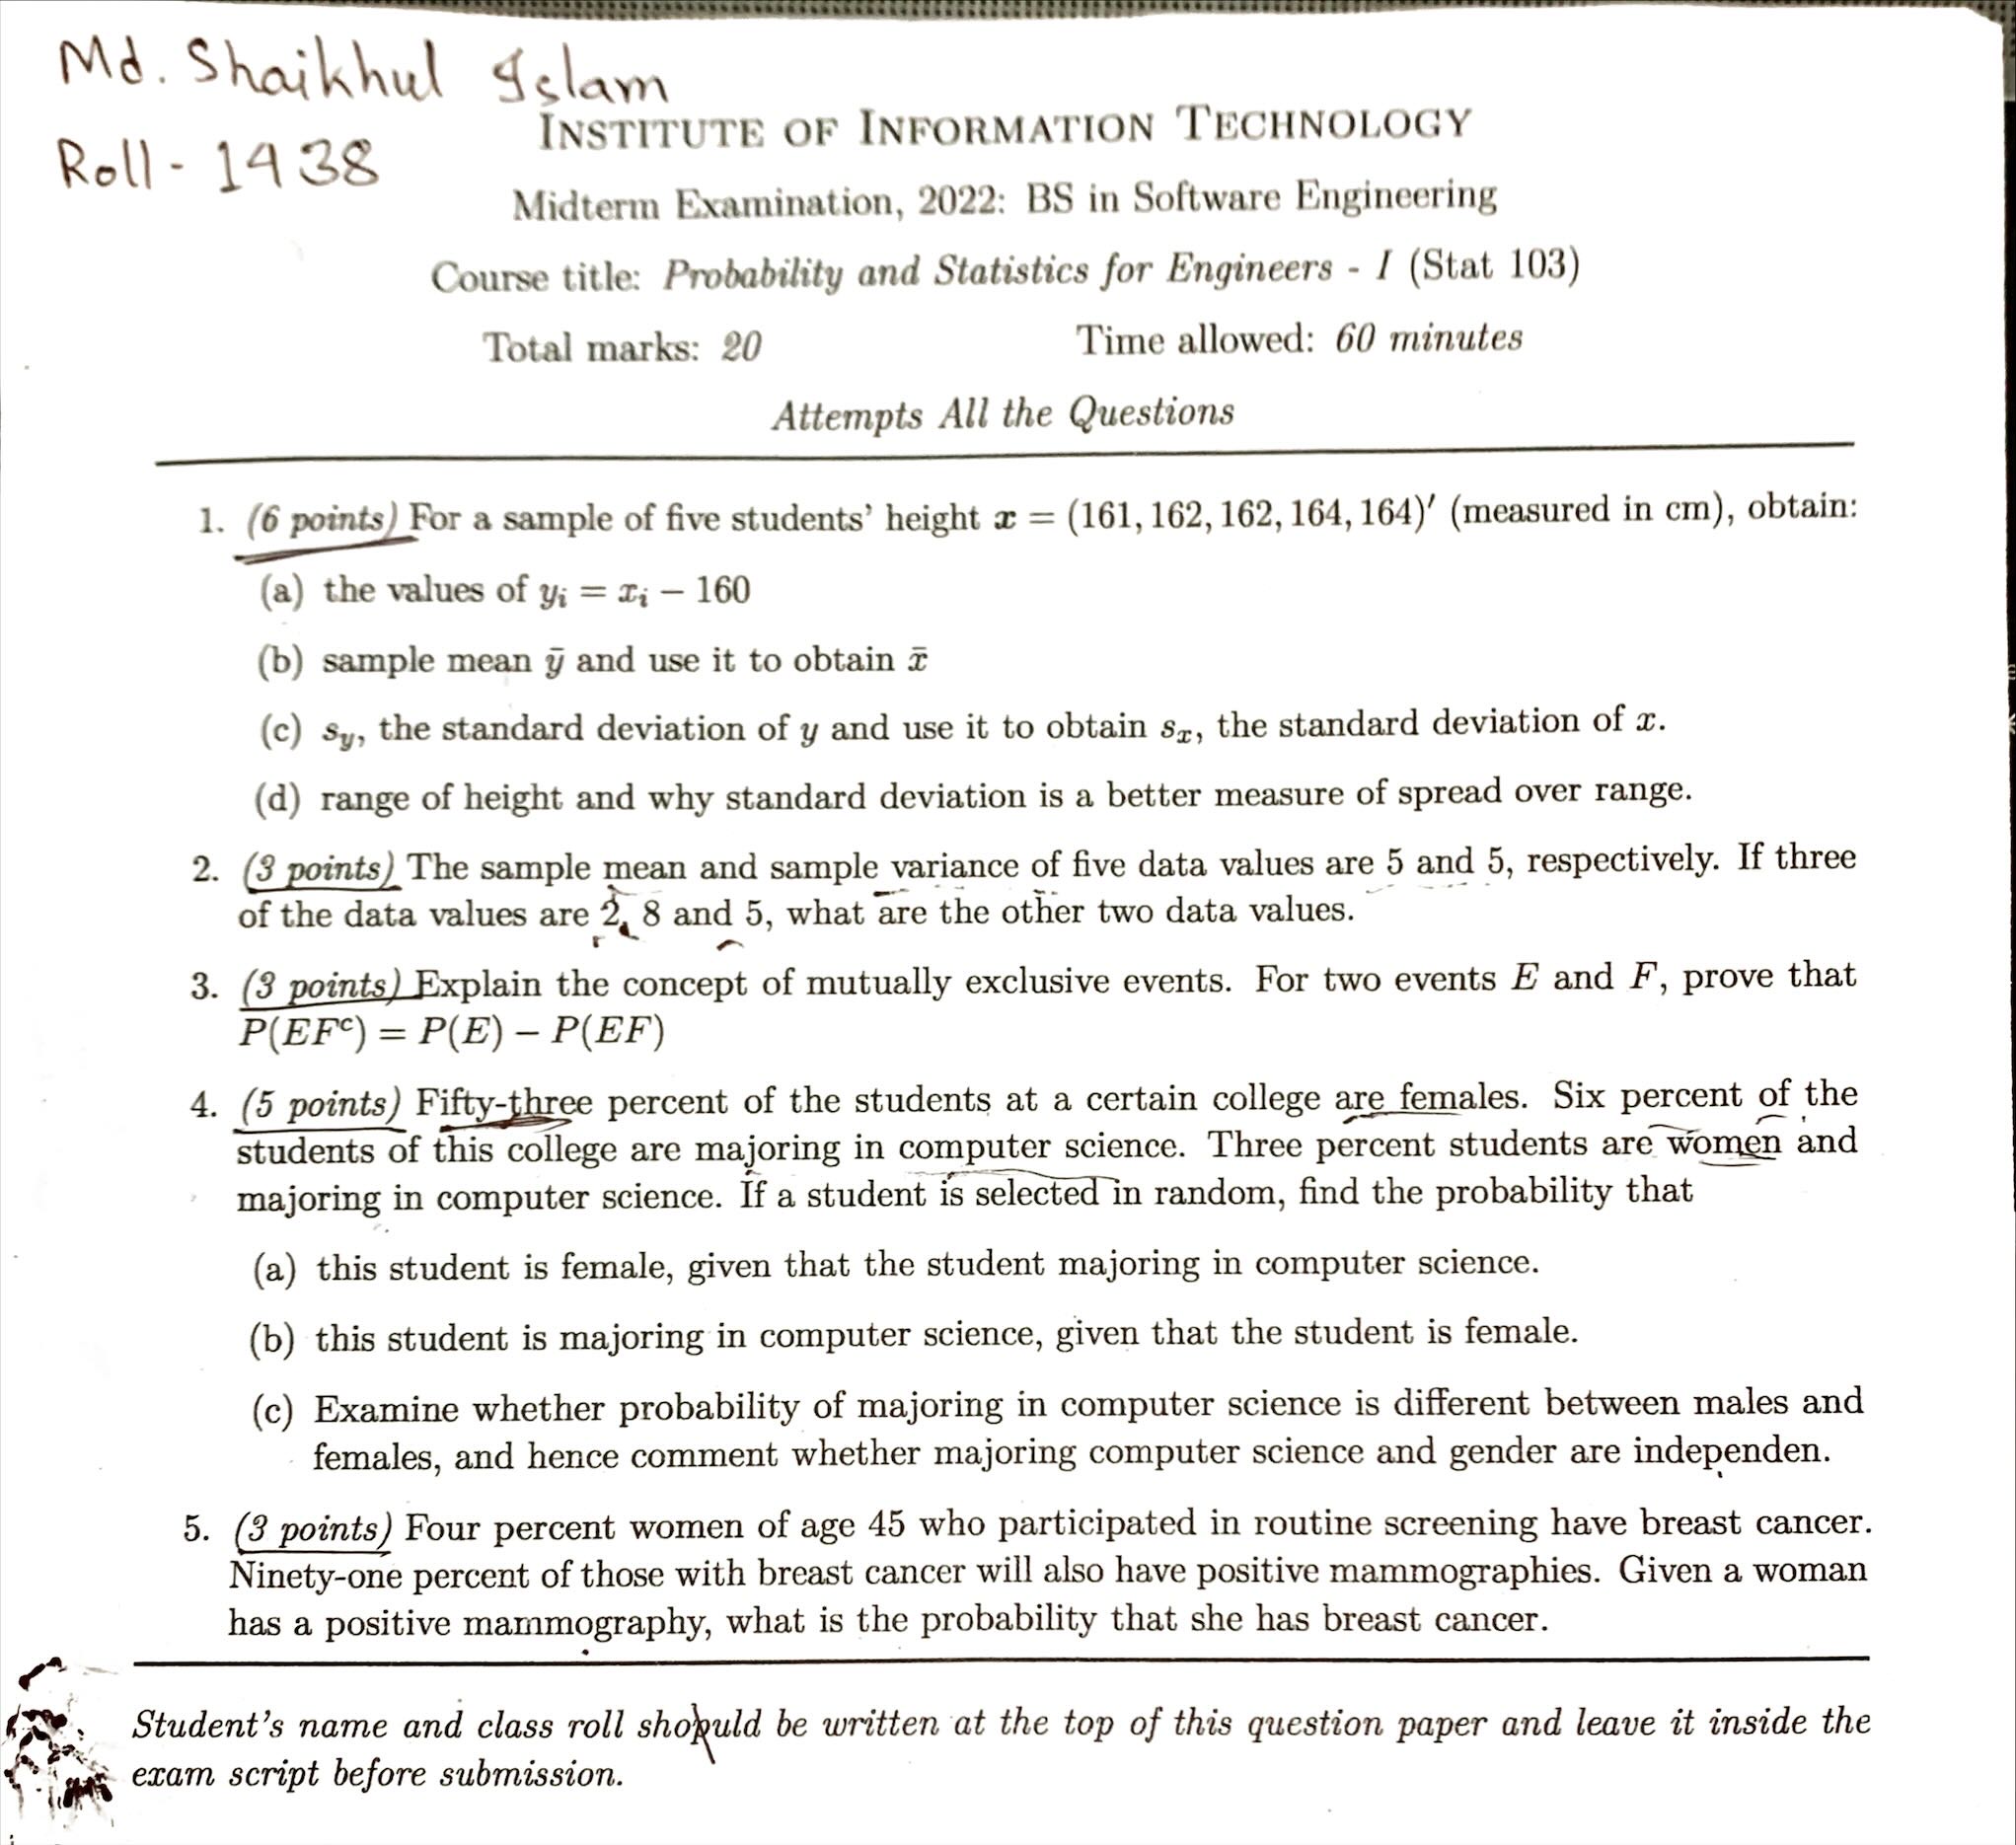 Md. Shaikhul Islam
Roll - 1438
INSTITUTE OF INFORMATION TECHNOLOGY
Midterm Examination, 2022: BS in Software Engineering
Course title: Probability and Statistics for Engineers - I (Stat 103)
Total marks: 20 Time allowed: 60 minutes
Attempts All the Questions
1. (6 points) For a sample of five students' height x = (161, 162, 162, 164, 164)′ (measured in cm), obtain:
(a) the values of yᵢ = xᵢ − 160
(b) sample mean ȳ and use it to obtain x̄
(c) s_y, the standard deviation of y and use it to obtain s_x, the standard deviation of x.
(d) range of height and why standard deviation is a better measure of spread over range.
2. (3 points) The sample mean and sample variance of five data values are 5 and 5, respectively. If three
of the data values are 2, 8 and 5, what are the other two data values.
3. (3 points) Explain the concept of mutually exclusive events. For two events E and F, prove that
P(EFᶜ) = P(E) − P(EF)
4. (5 points) Fifty-three percent of the students at a certain college are females. Six percent of the
students of this college are majoring in computer science. Three percent students are women and
majoring in computer science. If a student is selected in random, find the probability that
(a) this student is female, given that the student majoring in computer science.
(b) this student is majoring in computer science, given that the student is female.
(c) Examine whether probability of majoring in computer science is different between males and
females, and hence comment whether majoring computer science and gender are independen.
5. (3 points) Four percent women of age 45 who participated in routine screening have breast cancer.
Ninety-one percent of those with breast cancer will also have positive mammographies. Given a woman
has a positive mammography, what is the probability that she has breast cancer.
Student's name and class roll shopuld be written at the top of this question paper and leave it inside the
exam script before submission.